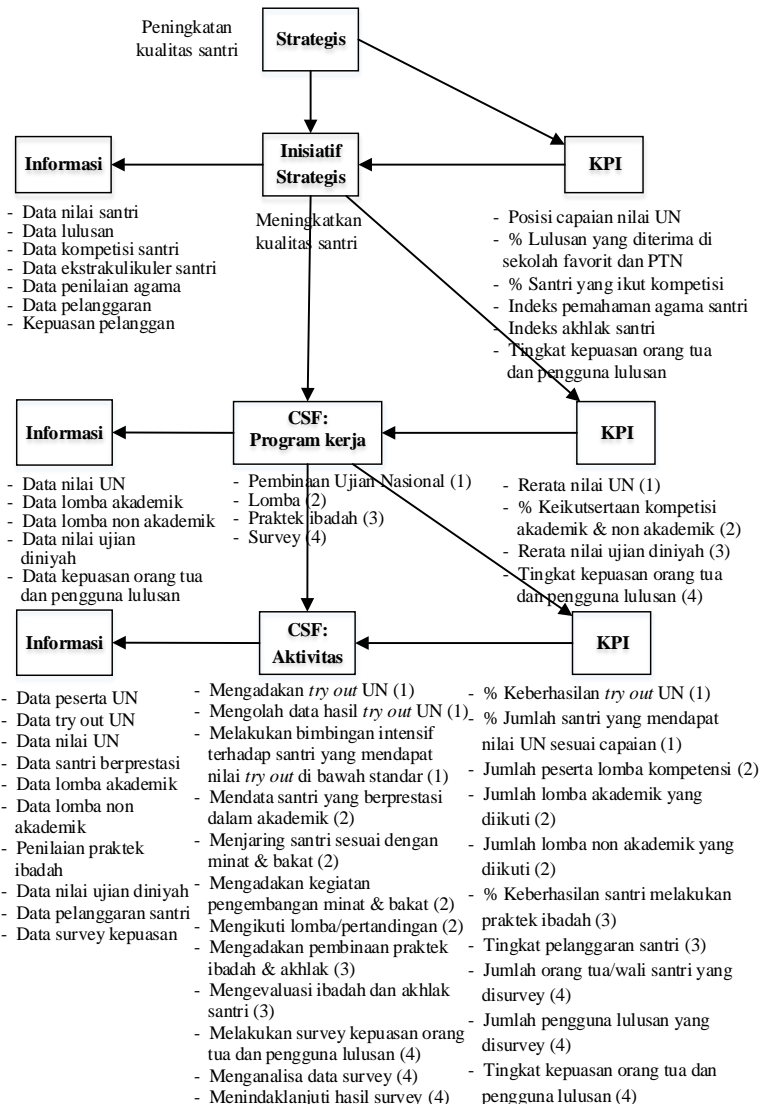 Peningkatan
kualitas santri
Strategis
Informasi
Inisiatif
Strategis
KPI
- Data nilai santri
- Data lulusan
- Data kompetisi santri
- Data ekstrakulikuler santri
- Data penilaian agama
- Data pelanggaran
- Kepuasan pelanggan
Meningkatkan
kualitas santri
- Posisi capaian nilai UN
- % Lulusan yang diterima di
sekolah favorit dan PTN
- % Santri yang ikut kompetisi
- Indeks pemahaman agama santri
- Indeks akhlak santri
- Tingkat kepuasan orang tua
dan pengguna lulusan
Informasi
CSF:
Program kerja
KPI
- Data nilai UN
- Data lomba akademik
- Data lomba non akademik
- Data nilai ujian
diniyah
- Data kepuasan orang tua
dan pengguna lulusan
- Pembinaan Ujian Nasional (1)
- Lomba (2)
- Praktek ibadah (3)
- Survey (4)
- Rerata nilai UN (1)
- % Keikutsertaan kompetisi
akademik & non akademik (2)
- Rerata nilai ujian diniyah (3)
- Tingkat kepuasan orang tua
dan pengguna lulusan (4)
Informasi
CSF:
Aktivitas
KPI
- Data peserta UN
- Data try out UN
- Data nilai UN
- Data santri berprestasi
- Data lomba akademik
- Data lomba non
akademik
- Penilaian praktek
ibadah
- Data nilai ujian diniyah
- Data pelanggaran santri
- Data survey kepuasan
- Mengadakan try out UN (1)
- Mengolah data hasil try out UN (1)
- Melakukan bimbingan intensif
terhadap santri yang mendapat
nilai try out di bawah standar (1)
- Mendata santri yang berprestasi
dalam akademik (2)
- Menjaring santri sesuai dengan
minat & bakat (2)
- Mengadakan kegiatan
pengembangan minat & bakat (2)
- Mengikuti lomba/pertandingan (2)
- Mengadakan pembinaan praktek
ibadah & akhlak (3)
- Mengevaluasi ibadah dan akhlak
santri (3)
- Melakukan survey kepuasan orang
tua dan pengguna lulusan (4)
- Menganalisa data survey (4)
- Menindaklanjuti hasil survey (4)
- % Keberhasilan try out UN (1)
- % Jumlah santri yang mendapat
nilai UN sesuai capaian (1)
- Jumlah peserta lomba kompetensi (2)
- Jumlah lomba akademik yang
diikuti (2)
- Jumlah lomba non akademik yang
diikuti (2)
- % Keberhasilan santri melakukan
praktek ibadah (3)
- Tingkat pelanggaran santri (3)
- Jumlah orang tua/wali santri yang
disurvey (4)
- Jumlah pengguna lulusan yang
disurvey (4)
- Tingkat kepuasan orang tua dan
pengguna lulusan (4)